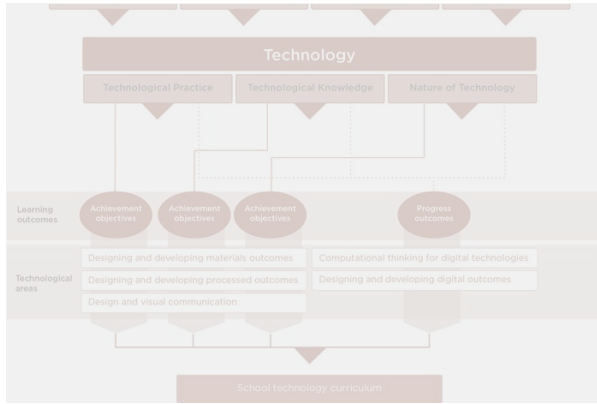 Technology
Technological Practice
Technological Knowledge
Nature of Technology
Learning
outcomes
Achievement
objectives
Achievement
objectives
Achievement
objectives
Progress
outcomes
Technological
areas
Designing and developing materials outcomes
Computational thinking for digital technologies
Designing and developing processed outcomes
Designing and developing digital outcomes
Design and visual communication
School technology curriculum